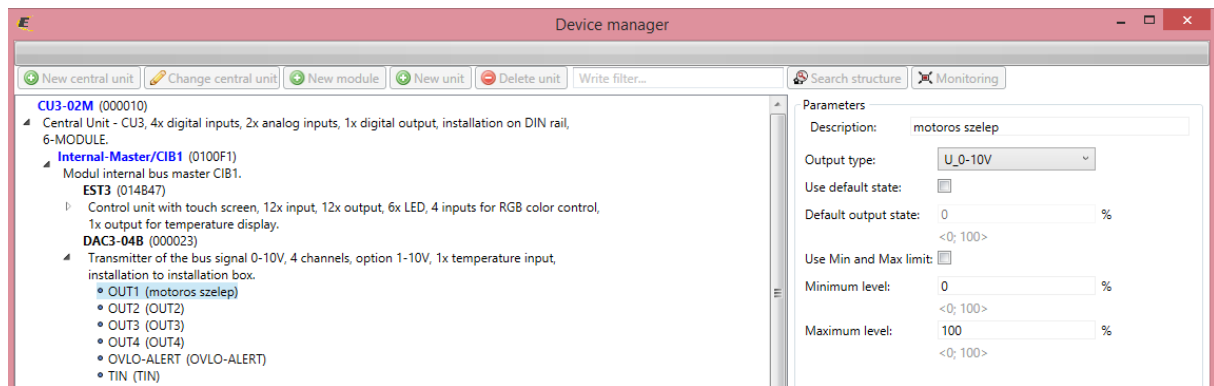 Device manager
New central unit Change central unit New module New unit Delete unit Write filter... Search structure Monitoring
CU3-02M (000010)
Central Unit - CU3, 4x digital inputs, 2x analog inputs, 1x digital output, installation on DIN rail,
6-MODULE.
Internal-Master/CIB1 (0100F1)
Modul internal bus master CIB1.
EST3 (014B47)
Control unit with touch screen, 12x input, 12x output, 6x LED, 4 inputs for RGB color control,
1x output for temperature display.
DAC3-04B (000023)
Transmitter of the bus signal 0-10V, 4 channels, option 1-10V, 1x temperature input,
installation to installation box.
OUT1 (motoros szelep)
OUT2 (OUT2)
OUT3 (OUT3)
OUT4 (OUT4)
OVLO-ALERT (OVLO-ALERT)
TIN (TIN)
Parameters
Description: motoros szelep
Output type: U_0-10V
Use default state:
Default output state: 0 %
<0; 100>
Use Min and Max limit:
Minimum level: 0 %
<0; 100>
Maximum level: 100 %
<0; 100>